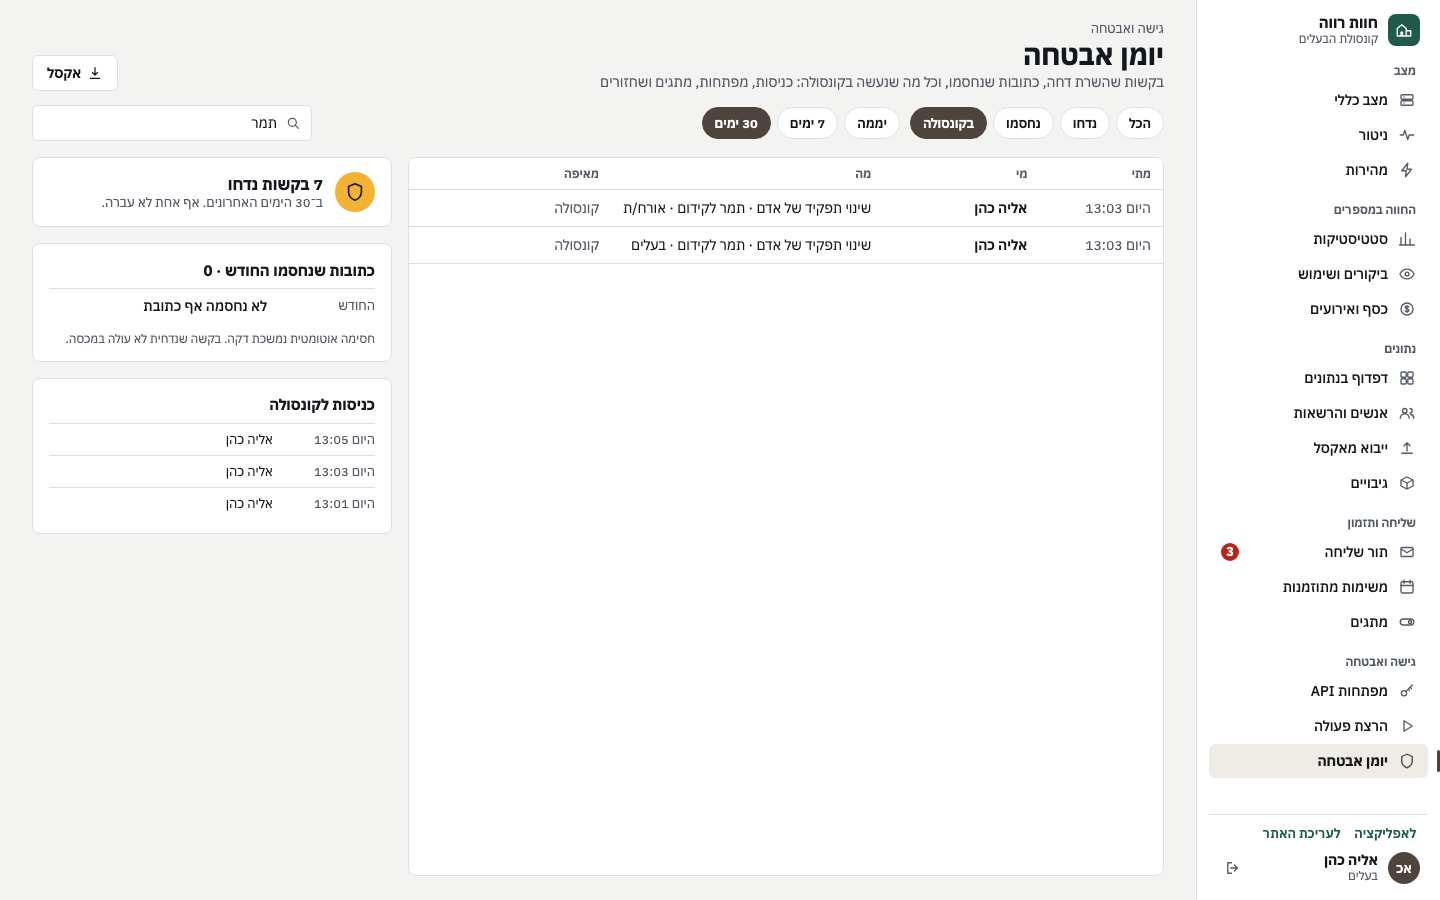 חוות רווה
קונסולת הבעלים
מצב
מצב כללי
ניטור
מהירות
החווה במספרים
סטטיסטיקות
ביקורים ושימוש
כסף ואירועים
נתונים
דפדוף בנתונים
אנשים והרשאות
ייבוא מאקסל
גיבויים
שליחה ותזמון
תור שליחה 3
משימות מתוזמנות
מתגים
גישה ואבטחה
מפתחות API
הרצת פעולה
יומן אבטחה
לאפליקציה לעריכת האתר
אכ
אליה כהן
בעלים
גישה ואבטחה
יומן אבטחה
בקשות שהשרת דחה, כתובות שנחסמו, וכל מה שנעשה בקונסולה: כניסות, מפתחות, מתגים ושחזורים
אקסל
הכל נדחו נחסמו בקונסולה יממה 7 ימים 30 ימים
תמר
מתי מי מה מאיפה
היום 13:03 אליה כהן שינוי תפקיד של אדם · תמר לקידום · אורח/ת קונסולה
היום 13:03 אליה כהן שינוי תפקיד של אדם · תמר לקידום · בעלים קונסולה
7 בקשות נדחו
ב־30 הימים האחרונים. אף אחת לא עברה.
כתובות שנחסמו החודש · 0
החודש לא נחסמה אף כתובת
חסימה אוטומטית נמשכת דקה. בקשה שנדחית לא עולה במכסה.
כניסות לקונסולה
היום 13:05 אליה כהן
היום 13:03 אליה כהן
היום 13:01 אליה כהן